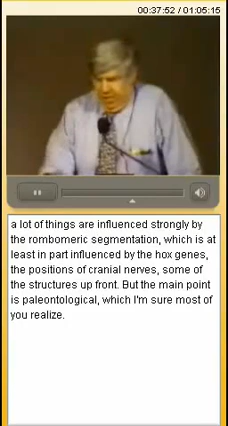 00:37:52 / 01:05:15
a lot of things are influenced strongly by
the rombomeric segmentation, which is at
least in part influenced by the hox genes,
the positions of cranial nerves, some of
the structures up front. But the main point
is paleontological, which I'm sure most of
you realize.